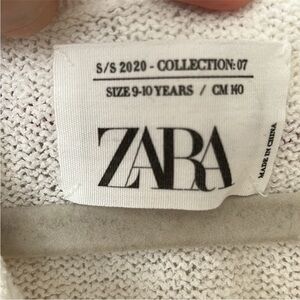 S/S 2020 - COLLECTION: 07
SIZE 9-10 YEARS / CM 140
ZARA
MADE IN CHINA